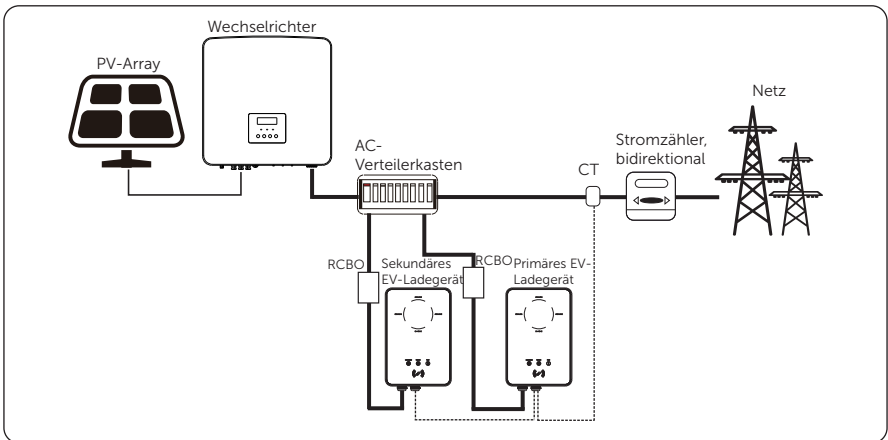 Wechselrichter
PV-Array
Netz
AC-
Verteilerkasten
CT
Stromzähler,
bidirektional
RCBO
Sekundäres
EV-Ladegerät
RCBO
Primäres EV-
Ladegerät